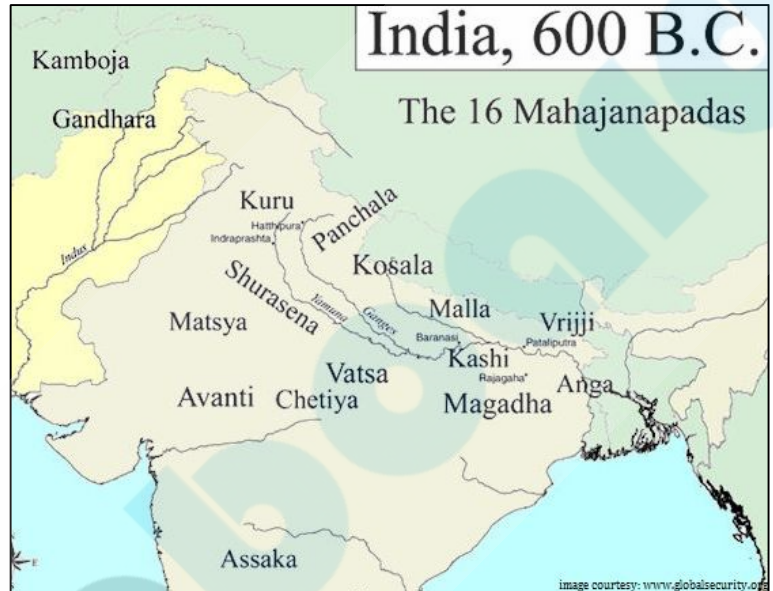 India, 600 B.C.
The 16 Mahajanapadas
Kamboja
Gandhara
Indus
Kuru
Hatthipura
Indraprashta
Panchala
Kosala
Shurasena
Yamuna
Ganges
Malla
Vrijji
Matsya
Baranasi
Pataliputra
Kashi
Vatsa
Rajagaha
Anga
Avanti
Chetiya
Magadha
Assaka
E
image courtesy: www.globalsecurity.org